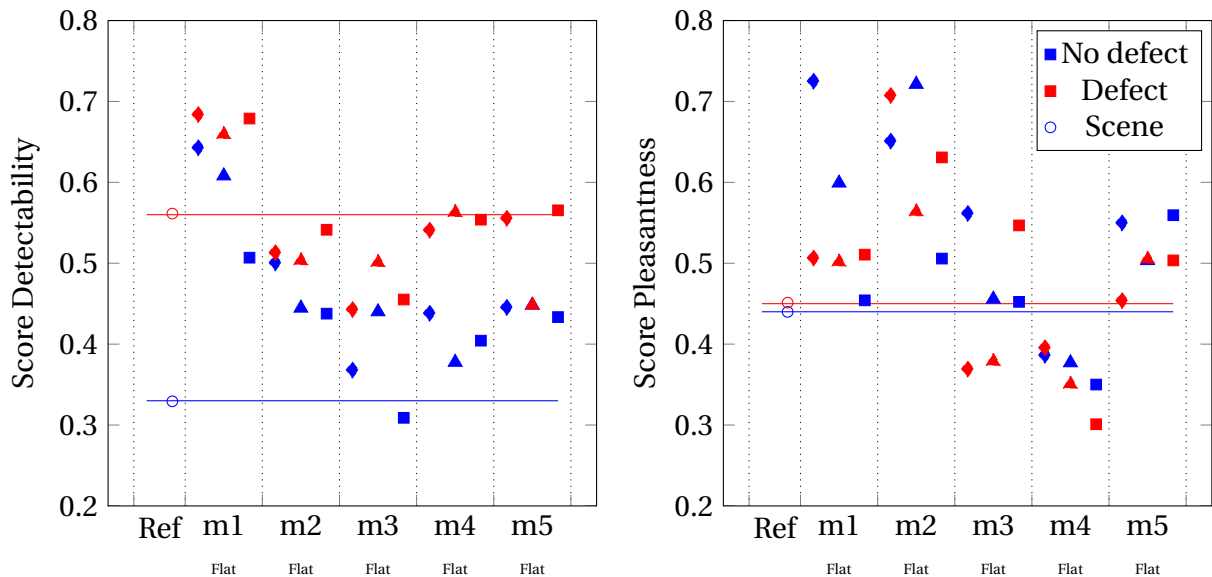 Score Detectability
0.8
0.7
0.6
0.5
0.4
0.3
0.2
Ref m1 m2 m3 m4 m5
Flat Flat Flat Flat Flat
Score Pleasantness
0.8
0.7
0.6
0.5
0.4
0.3
0.2
Ref m1 m2 m3 m4 m5
Flat Flat Flat Flat Flat
No defect
Defect
Scene